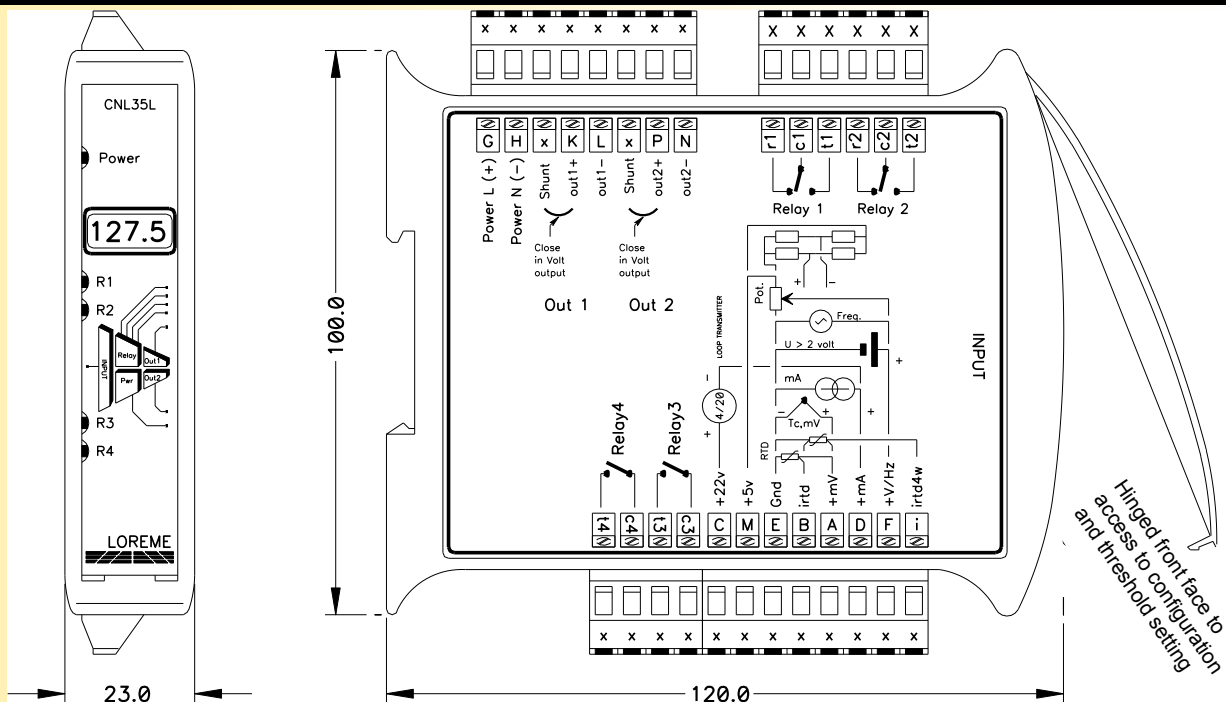 CNL35L
Power
127.5
R1
R2
INPUT
Relay
Out1
Pwr
Out2
R3
R4
LOREME
23.0
100.0
120.0
x x x x x x x x
x x x x x x
G H x K L x P N
Power L (+)
Power N (-)
Shunt
out1+
out1-
Shunt
out2+
out2-
Close
in Volt
output
Close
in Volt
output
Out 1
Out 2
r1 c1 t1 r2 c2 t2
Relay 1
Relay 2
+ -
Pot.
Freq.
U > 2 volt
+
LOOP TRANSMITTER
-
4/20
+
mA
- + +
Tc,mV
RTD
INPUT
Relay4
Relay3
+22v
+5v
Gnd
irtd
+mV
+mA
+V/Hz
irtd4w
t4 c4 t3 c3 C M E B A D F i
x x x x x x x x x x x x
Hinged front face to
access to configuration
and threshold setting